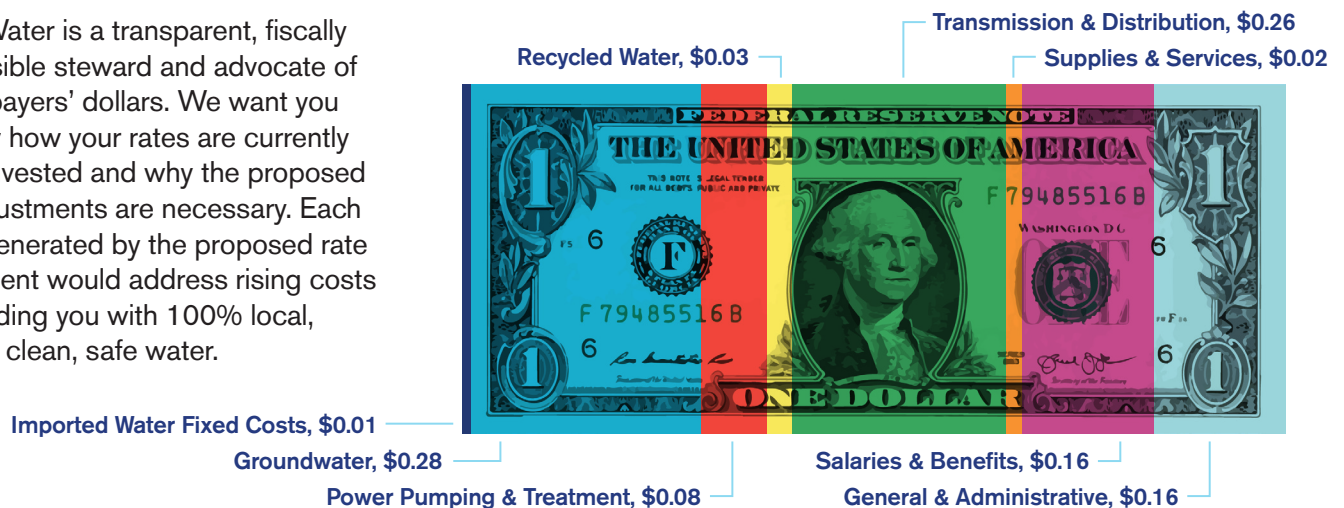 Water is a transparent, fiscally
sible steward and advocate of
payers’ dollars. We want you
how your rates are currently
vested and why the proposed
ustments are necessary. Each
enerated by the proposed rate
ent would address rising costs
ding you with 100% local,
clean, safe water.
Transmission & Distribution, $0.26
Recycled Water, $0.03
Supplies & Services, $0.02
FEDERAL RESERVE NOTE
THE UNITED STATES OF AMERICA
THIS NOTE IS LEGAL TENDER
FOR ALL DEBTS, PUBLIC AND PRIVATE
F 79485516 B
WASHINGTON D C
1
1
F5
6
F
6
ONE
F 79485516 B
6
6
1
1
ONE DOLLAR
Imported Water Fixed Costs, $0.01
Groundwater, $0.28
Salaries & Benefits, $0.16
Power Pumping & Treatment, $0.08
General & Administrative, $0.16